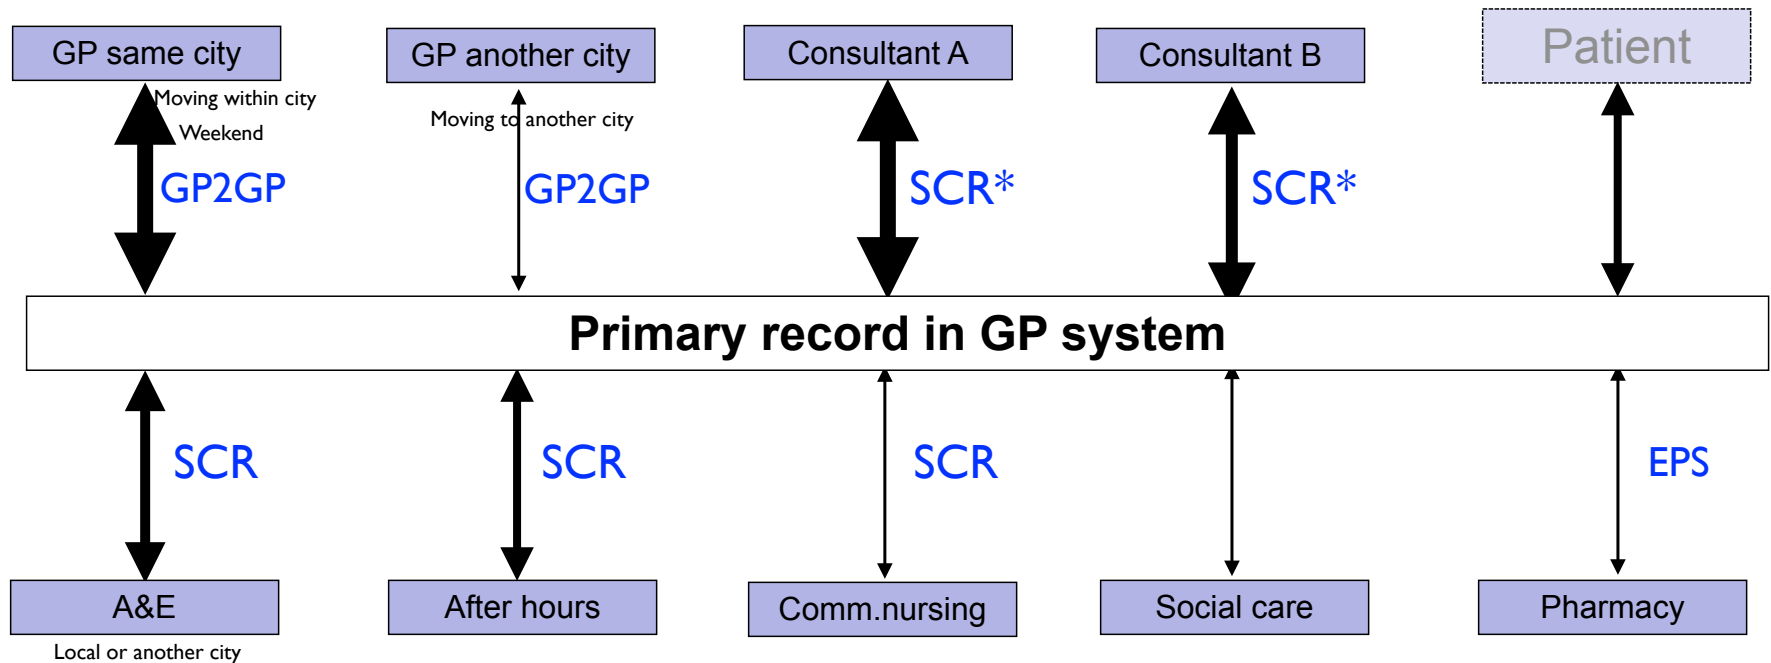 GP same city
GP another city
Consultant A
Consultant B
Patient
Moving within city
Weekend
Moving to another city
GP2GP
GP2GP
SCR*
SCR*
Primary record in GP system
SCR
SCR
SCR
EPS
A&E
After hours
Comm.nursing
Social care
Pharmacy
Local or another city